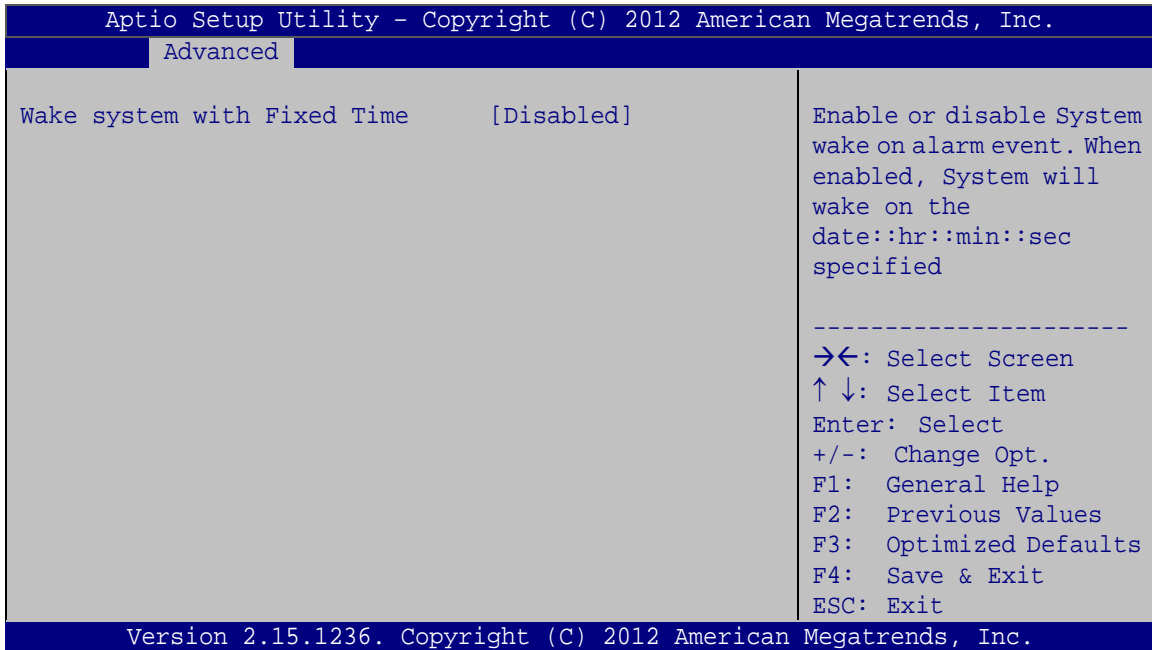 Aptio Setup Utility – Copyright (C) 2012 American Megatrends, Inc.
Advanced
Wake system with Fixed Time [Disabled]
Enable or disable System
wake on alarm event. When
enabled, System will
wake on the
date::hr::min::sec
specified
----------------------
→←: Select Screen
↑ ↓: Select Item
Enter: Select
+/-: Change Opt.
F1: General Help
F2: Previous Values
F3: Optimized Defaults
F4: Save & Exit
ESC: Exit
Version 2.15.1236. Copyright (C) 2012 American Megatrends, Inc.